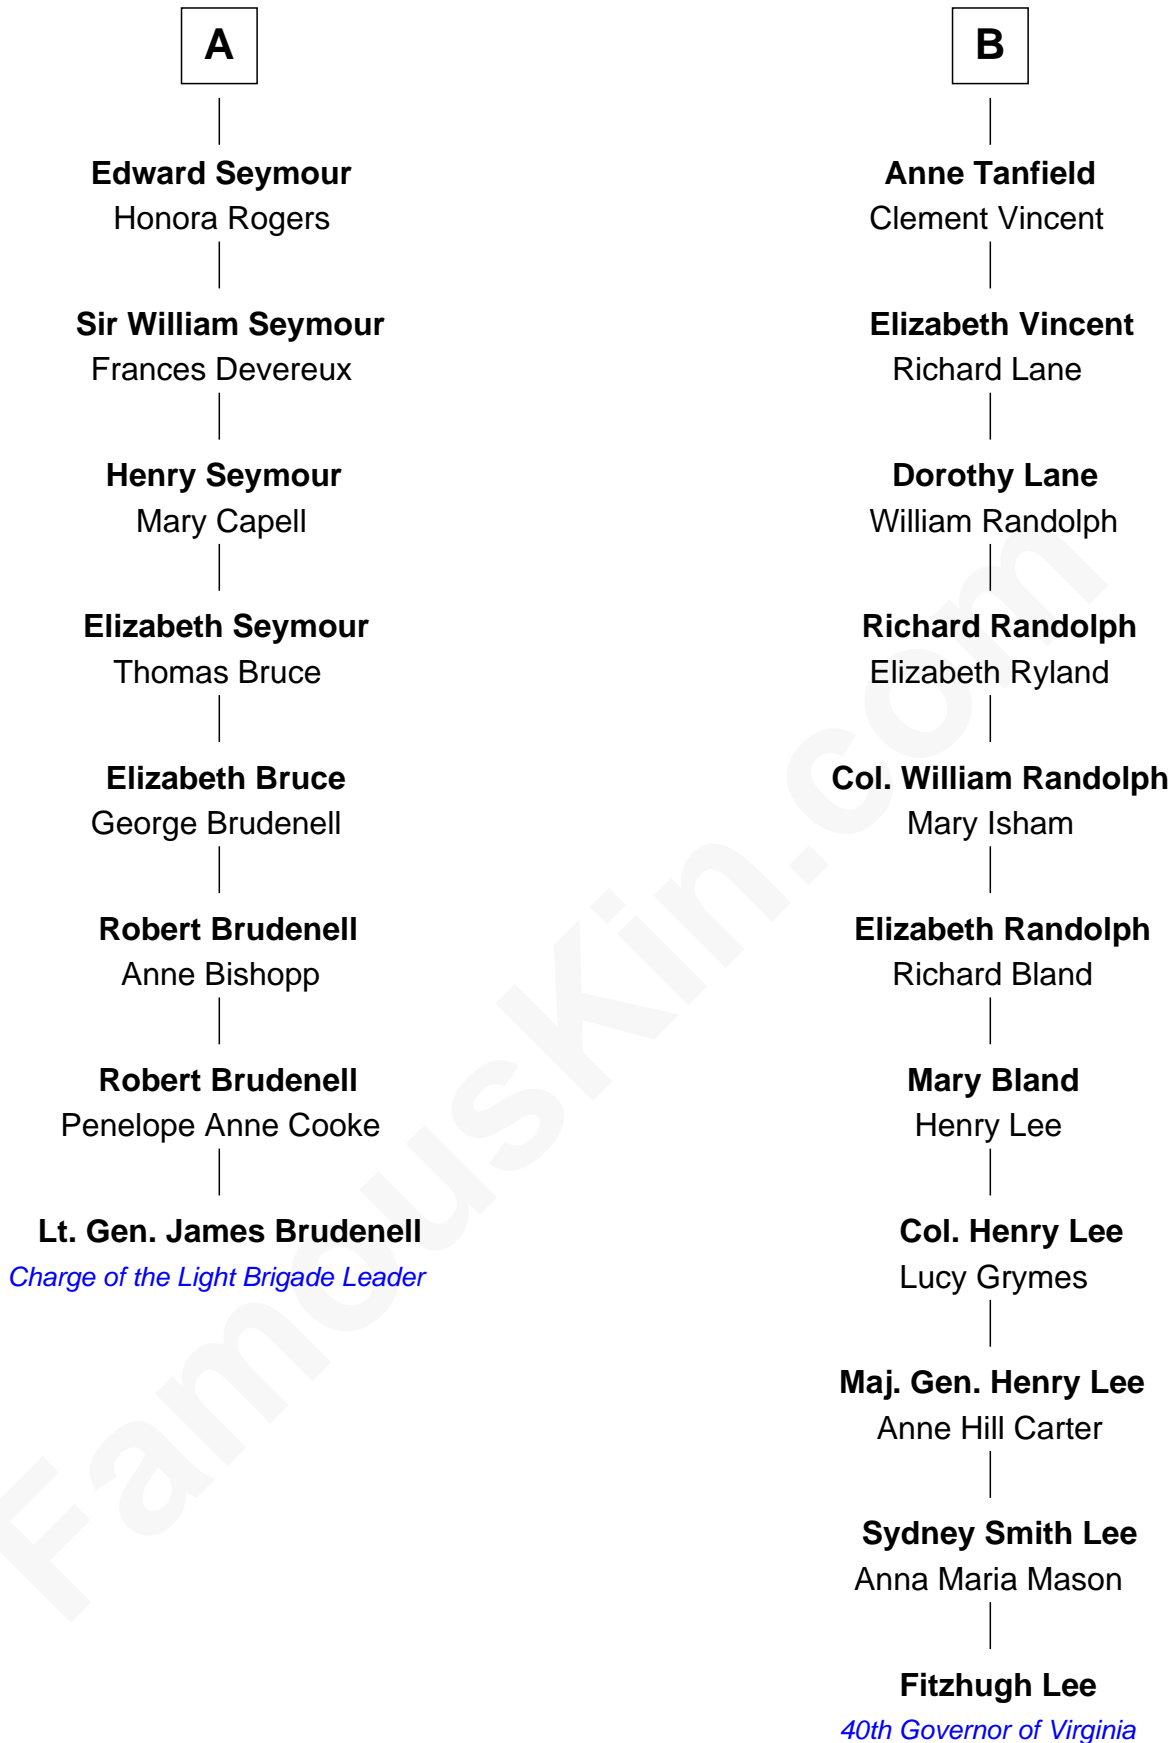 A
Edward Seymour
Honora Rogers
Sir William Seymour
Frances Devereux
Henry Seymour
Mary Capell
Elizabeth Seymour
Thomas Bruce
Elizabeth Bruce
George Brudenell
Robert Brudenell
Anne Bishopp
Robert Brudenell
Penelope Anne Cooke
Lt. Gen. James Brudenell
Charge of the Light Brigade Leader
B
Anne Tanfield
Clement Vincent
Elizabeth Vincent
Richard Lane
Dorothy Lane
William Randolph
Richard Randolph
Elizabeth Ryland
Col. William Randolph
Mary Isham
Elizabeth Randolph
Richard Bland
Mary Bland
Henry Lee
Col. Henry Lee
Lucy Grymes
Maj. Gen. Henry Lee
Anne Hill Carter
Sydney Smith Lee
Anna Maria Mason
Fitzhugh Lee
40th Governor of Virginia
FamousKin.com